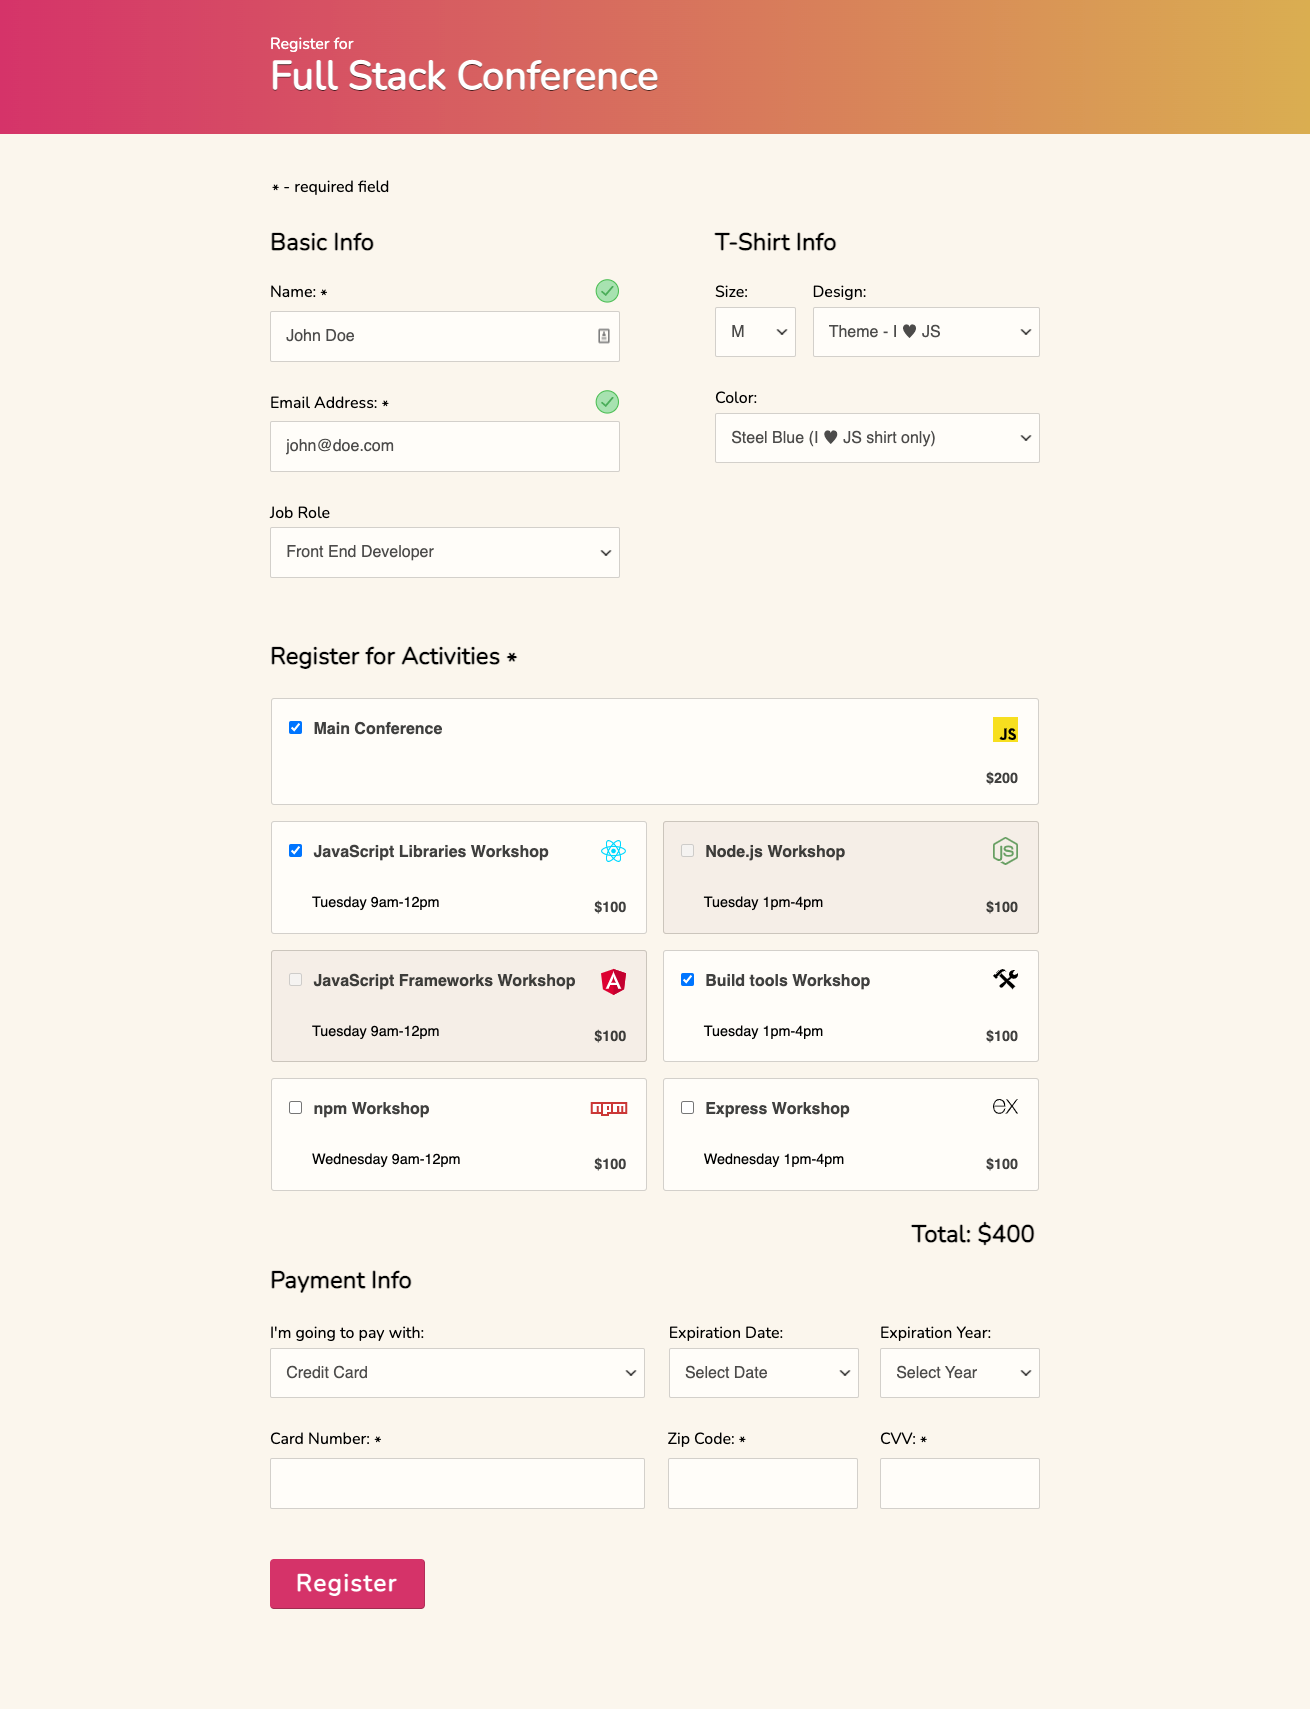 Register for
Full Stack Conference
* - required field
Basic Info
Name: *
John Doe
Email Address: *
john@doe.com
Job Role
Front End Developer
T-Shirt Info
Size:
Design:
M
Theme - I ♥ JS
Color:
Steel Blue (I ♥ JS shirt only)
Register for Activities *
Main Conference
JS
$200
JavaScript Libraries Workshop
Tuesday 9am-12pm
$100
Node.js Workshop
JS
Tuesday 1pm-4pm
$100
JavaScript Frameworks Workshop
A
Tuesday 9am-12pm
$100
Build tools Workshop
Tuesday 1pm-4pm
$100
npm Workshop
npm
Wednesday 9am-12pm
$100
Express Workshop
ex
Wednesday 1pm-4pm
$100
Total: $400
Payment Info
I'm going to pay with:
Credit Card
Expiration Date:
Select Date
Expiration Year:
Select Year
Card Number: *
Zip Code: *
CVV: *
Register